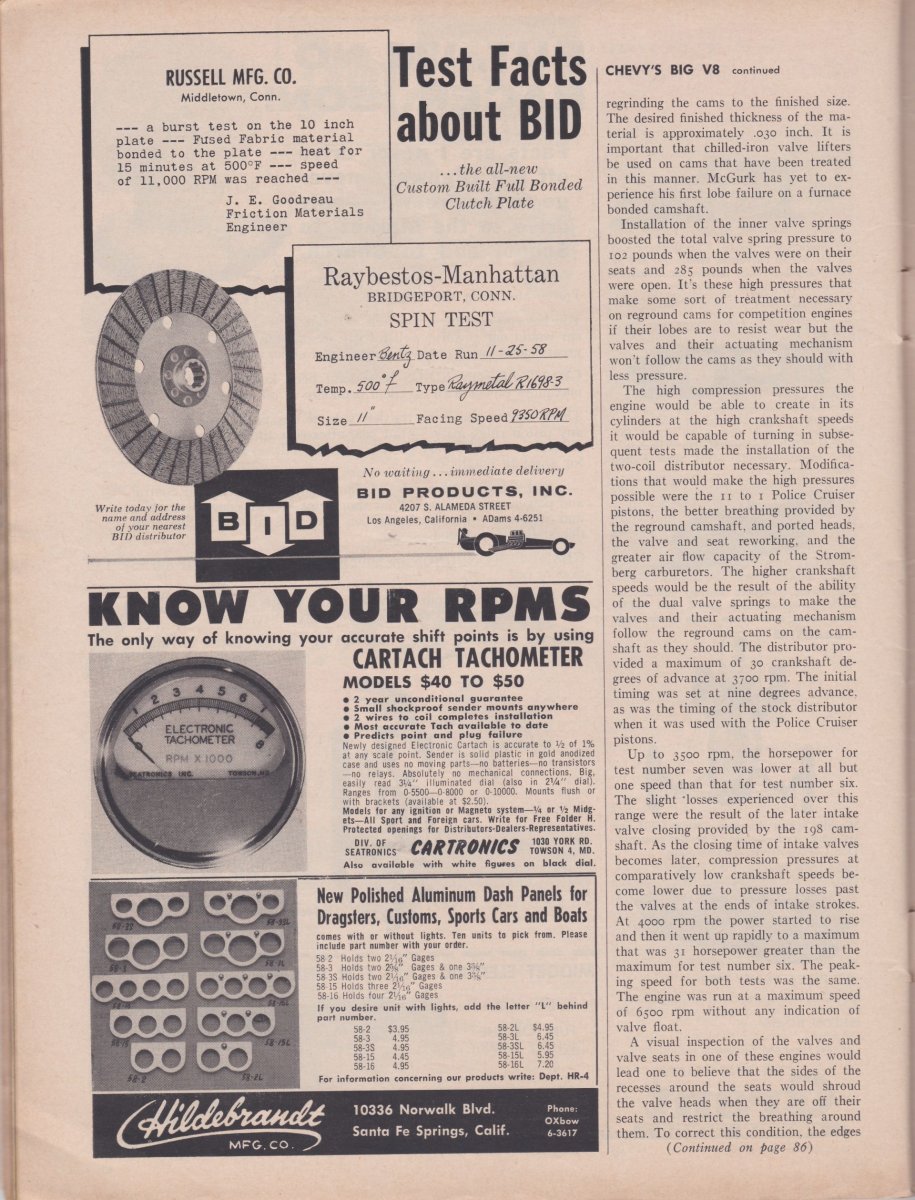 RUSSELL MFG. CO.
Middletown, Conn.
--- a burst test on the 10 inch
plate --- Fused Fabric material
bonded to the plate --- heat for
15 minutes at 500°F --- speed
of 11,000 RPM was reached ---
J. E. Goodreau
Friction Materials
Engineer
Test Facts
about BID
...the all-new
Custom Built Full Bonded
Clutch Plate
Raybestos-Manhattan
BRIDGEPORT, CONN.
SPIN TEST
Engineer Bentz Date Run 11-25-58
Temp. 500°f Type Raymetal R1698-3
Size 11" Facing Speed 9350RPM
No waiting...immediate delivery
BID PRODUCTS, INC.
4207 S. ALAMEDA STREET
Los Angeles, California • ADams 4-6251
Write today for the
name and address
of your nearest
BID distributor
BID
KNOW YOUR RPMS
The only way of knowing your accurate shift points is by using
CARTACH TACHOMETER
MODELS $40 TO $50
• 2 year unconditional guarantee
• Small shockproof sender mounts anywhere
• 2 wires to coil completes installation
• Most accurate Tach available to date
• Predicts point and plug failure
Newly designed Electronic Cartach is accurate to ½ of 1%
at any scale point. Sender is solid plastic in gold anodized
case and uses no moving parts—no batteries—no transistors
—no relays. Absolutely no mechanical connections. Big,
easily read 3¼" illuminated dial (also in 2¼" dial).
Ranges from 0-5500—0-8000 or 0-10000. Mounts flush or
with brackets (available at $2.50).
Models for any ignition or Magneto system—¼ or ½ Midg-
ets—All Sport and Foreign cars. Write for Free Folder H.
Protected openings for Distributors-Dealers-Representatives.
DIV. OF
SEATRONICS
CARTRONICS
1030 YORK RD.
TOWSON 4, MD.
Also available with white figures on black dial.
0 1 2 3 4 5 6 7 8
ELECTRONIC
TACHOMETER
RPM X 1000
SEATRONICS INC. TOWSON, MD.
New Polished Aluminum Dash Panels for
Dragsters, Customs, Sports Cars and Boats
comes with or without lights. Ten units to pick from. Please
include part number with your order.
58-2 Holds two 2 1/16" Gages
58-3 Holds two Gages & one
58-3S Holds two 2 1/16" Gages & one
58-15 Holds three 2 1/16" Gages
58-16 Holds four 2 1/16" Gages
If you desire unit with lights, add the letter "L" behind
part number.
58-2 $3.95 58-2L $4.95
58-3 4.95 58-3L 6.45
58-3S 4.95 58-3SL 6.45
58-15 4.45 58-15L 5.95
58-16 4.95 58-16L 7.20
For information concerning our products write: Dept. HR-4
58-3S 58-3SL
58-3 58-3L
58-16 58-16L
58-15 58-15L
58-2 58-2L
Hildebrandt
MFG. CO.
10336 Norwalk Blvd.
Santa Fe Springs, Calif.
Phone:
OXbow
6-3617
CHEVY'S BIG V8 continued
regrinding the cams to the finished size.
The desired finished thickness of the ma-
terial is approximately .030 inch. It is
important that chilled-iron valve lifters
be used on cams that have been treated
in this manner. McGurk has yet to ex-
perience his first lobe failure on a furnace
bonded camshaft.
Installation of the inner valve springs
boosted the total valve spring pressure to
102 pounds when the valves were on their
seats and 285 pounds when the valves
were open. It's these high pressures that
make some sort of treatment necessary
on reground cams for competition engines
if their lobes are to resist wear but the
valves and their actuating mechanism
won't follow the cams as they should with
less pressure.
The high compression pressures the
engine would be able to create in its
cylinders at the high crankshaft speeds
it would be capable of turning in subse-
quent tests made the installation of the
two-coil distributor necessary. Modifica-
tions that would make the high pressures
possible were the 11 to 1 Police Cruiser
pistons, the better breathing provided by
the reground camshaft, and ported heads,
the valve and seat reworking, and the
greater air flow capacity of the Strom-
berg carburetors. The higher crankshaft
speeds would be the result of the ability
of the dual valve springs to make the
valves and their actuating mechanism
follow the reground cams on the cam-
shaft as they should. The distributor pro-
vided a maximum of 30 crankshaft de-
grees of advance at 3700 rpm. The initial
timing was set at nine degrees advance,
as was the timing of the stock distributor
when it was used with the Police Cruiser
pistons.
Up to 3500 rpm, the horsepower for
test number seven was lower at all but
one speed than that for test number six.
The slight losses experienced over this
range were the result of the later intake
valve closing provided by the 198 cam-
shaft. As the closing time of intake valves
becomes later, compression pressures at
comparatively low crankshaft speeds be-
come lower due to pressure losses past
the valves at the ends of intake strokes.
At 4000 rpm the power started to rise
and then it went up rapidly to a maximum
that was 31 horsepower greater than the
maximum for test number six. The peak-
ing speed for both tests was the same.
The engine was run at a maximum speed
of 6500 rpm without any indication of
valve float.
A visual inspection of the valves and
valve seats in one of these engines would
lead one to believe that the sides of the
recesses around the seats would shroud
the valve heads when they are off their
seats and restrict the breathing around
them. To correct this condition, the edges
(Continued on page 86)